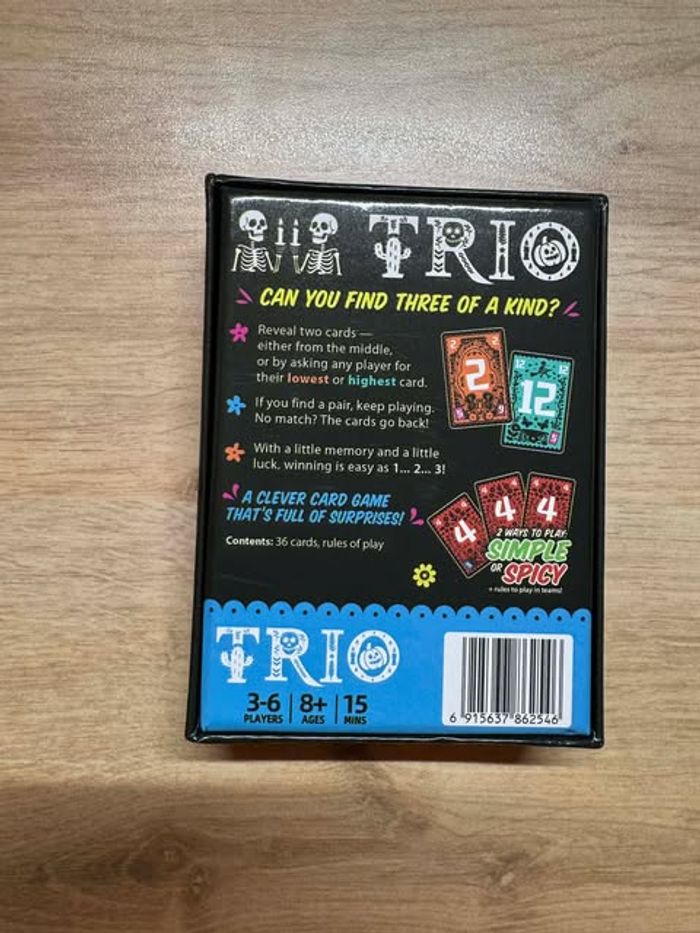 TRIO
CAN YOU FIND THREE OF A KIND?
Reveal two cards —
either from the middle,
or by asking any player for
their lowest or highest card.
If you find a pair, keep playing.
No match? The cards go back!
With a little memory and a little
luck, winning is easy as 1... 2... 3!
2
12
A CLEVER CARD GAME
THAT'S FULL OF SURPRISES!
Contents: 36 cards, rules of play
4 4 4
2 WAYS TO PLAY:
SIMPLE
OR SPICY
+ rules to play in teams!
TRIO
3-6 8+ 15
PLAYERS AGES MINS
6 915637 862546